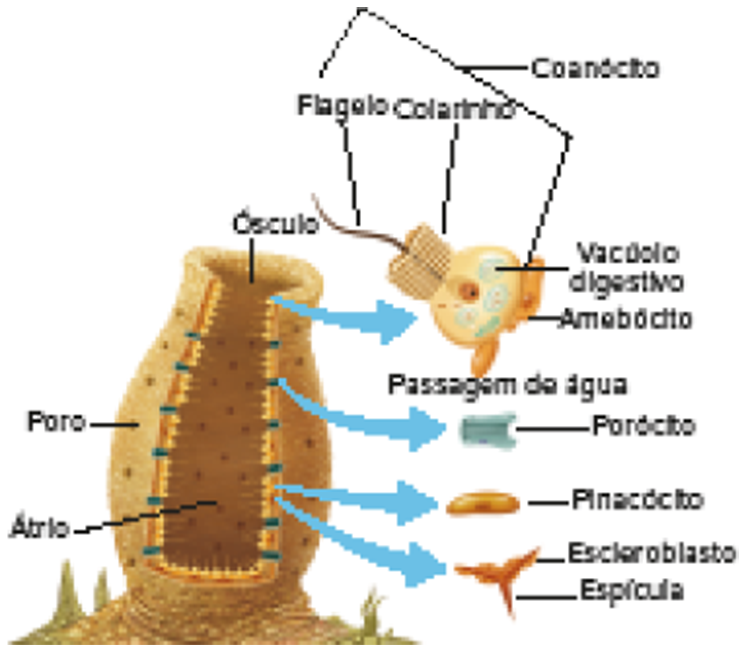 Coanócito
Flagelo Colarinho
Ósculo
Vacúolo
digestivo
Amebócito
Passagem de água
Poro
Porócito
Pinacócito
Átrio
Escleroblasto
Espícula